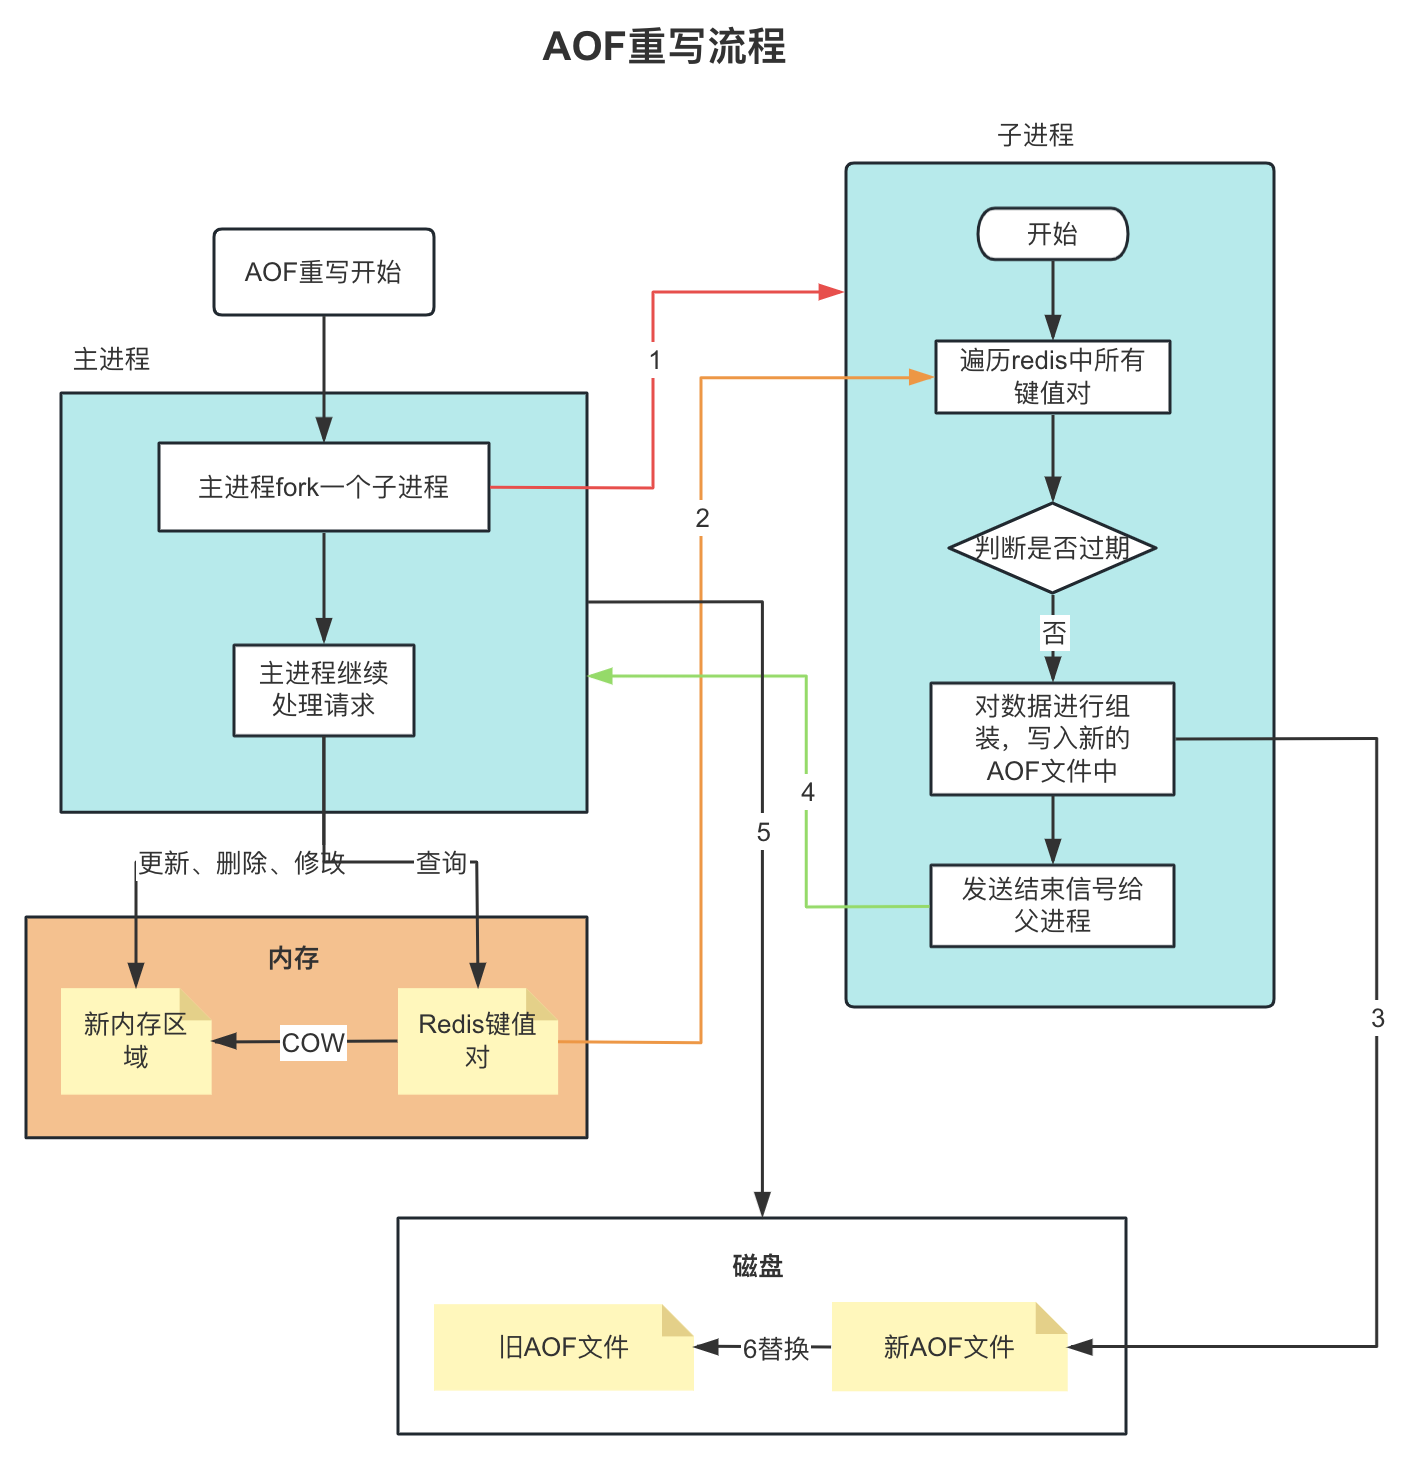 AOF重写流程
子进程
开始
AOF重写开始
主进程
1
遍历redis中所有
键值对
主进程fork一个子进程
2
判断是否过期
否
主进程继续
处理请求
对数据进行组
装，写入新的
AOF文件中
4
5
更新、删除、修改
查询
发送结束信号给
父进程
内存
新内存区
域
COW
Redis键值
对
3
磁盘
旧AOF文件
6替换
新AOF文件